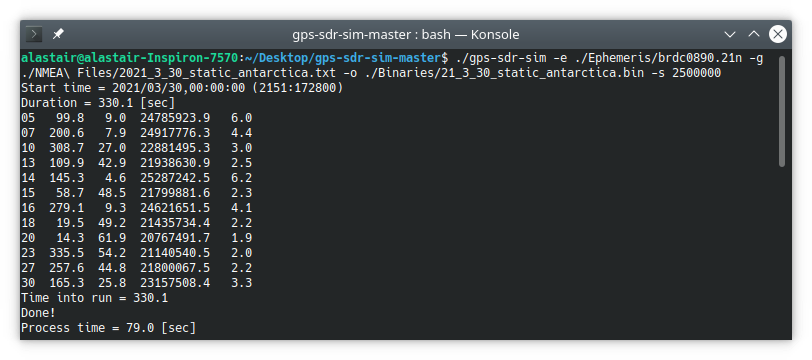 gps-sdr-sim-master : bash — Konsole
alastair@alastair-Inspiron-7570:~/Desktop/gps-sdr-sim-master$ ./gps-sdr-sim -e ./Ephemeris/brdc0890.21n -g
./NMEA\ Files/2021_3_30_static_antarctica.txt -o ./Binaries/21_3_30_static_antarctica.bin -s 2500000
Start time = 2021/03/30,00:00:00 (2151:172800)
Duration = 330.1 [sec]
05   99.8   9.0  24785923.9   6.0
07  200.6   7.9  24917776.3   4.4
10  308.7  27.0  22881495.3   3.0
13  109.9  42.9  21938630.9   2.5
14  145.3   4.6  25287242.5   6.2
15   58.7  48.5  21799881.6   2.3
16  279.1   9.3  24621651.5   4.1
18   19.5  49.2  21435734.4   2.2
20   14.3  61.9  20767491.7   1.9
23  335.5  54.2  21140540.5   2.0
27  257.6  44.8  21800067.5   2.2
30  165.3  25.8  23157508.4   3.3
Time into run = 330.1
Done!
Process time = 79.0 [sec]